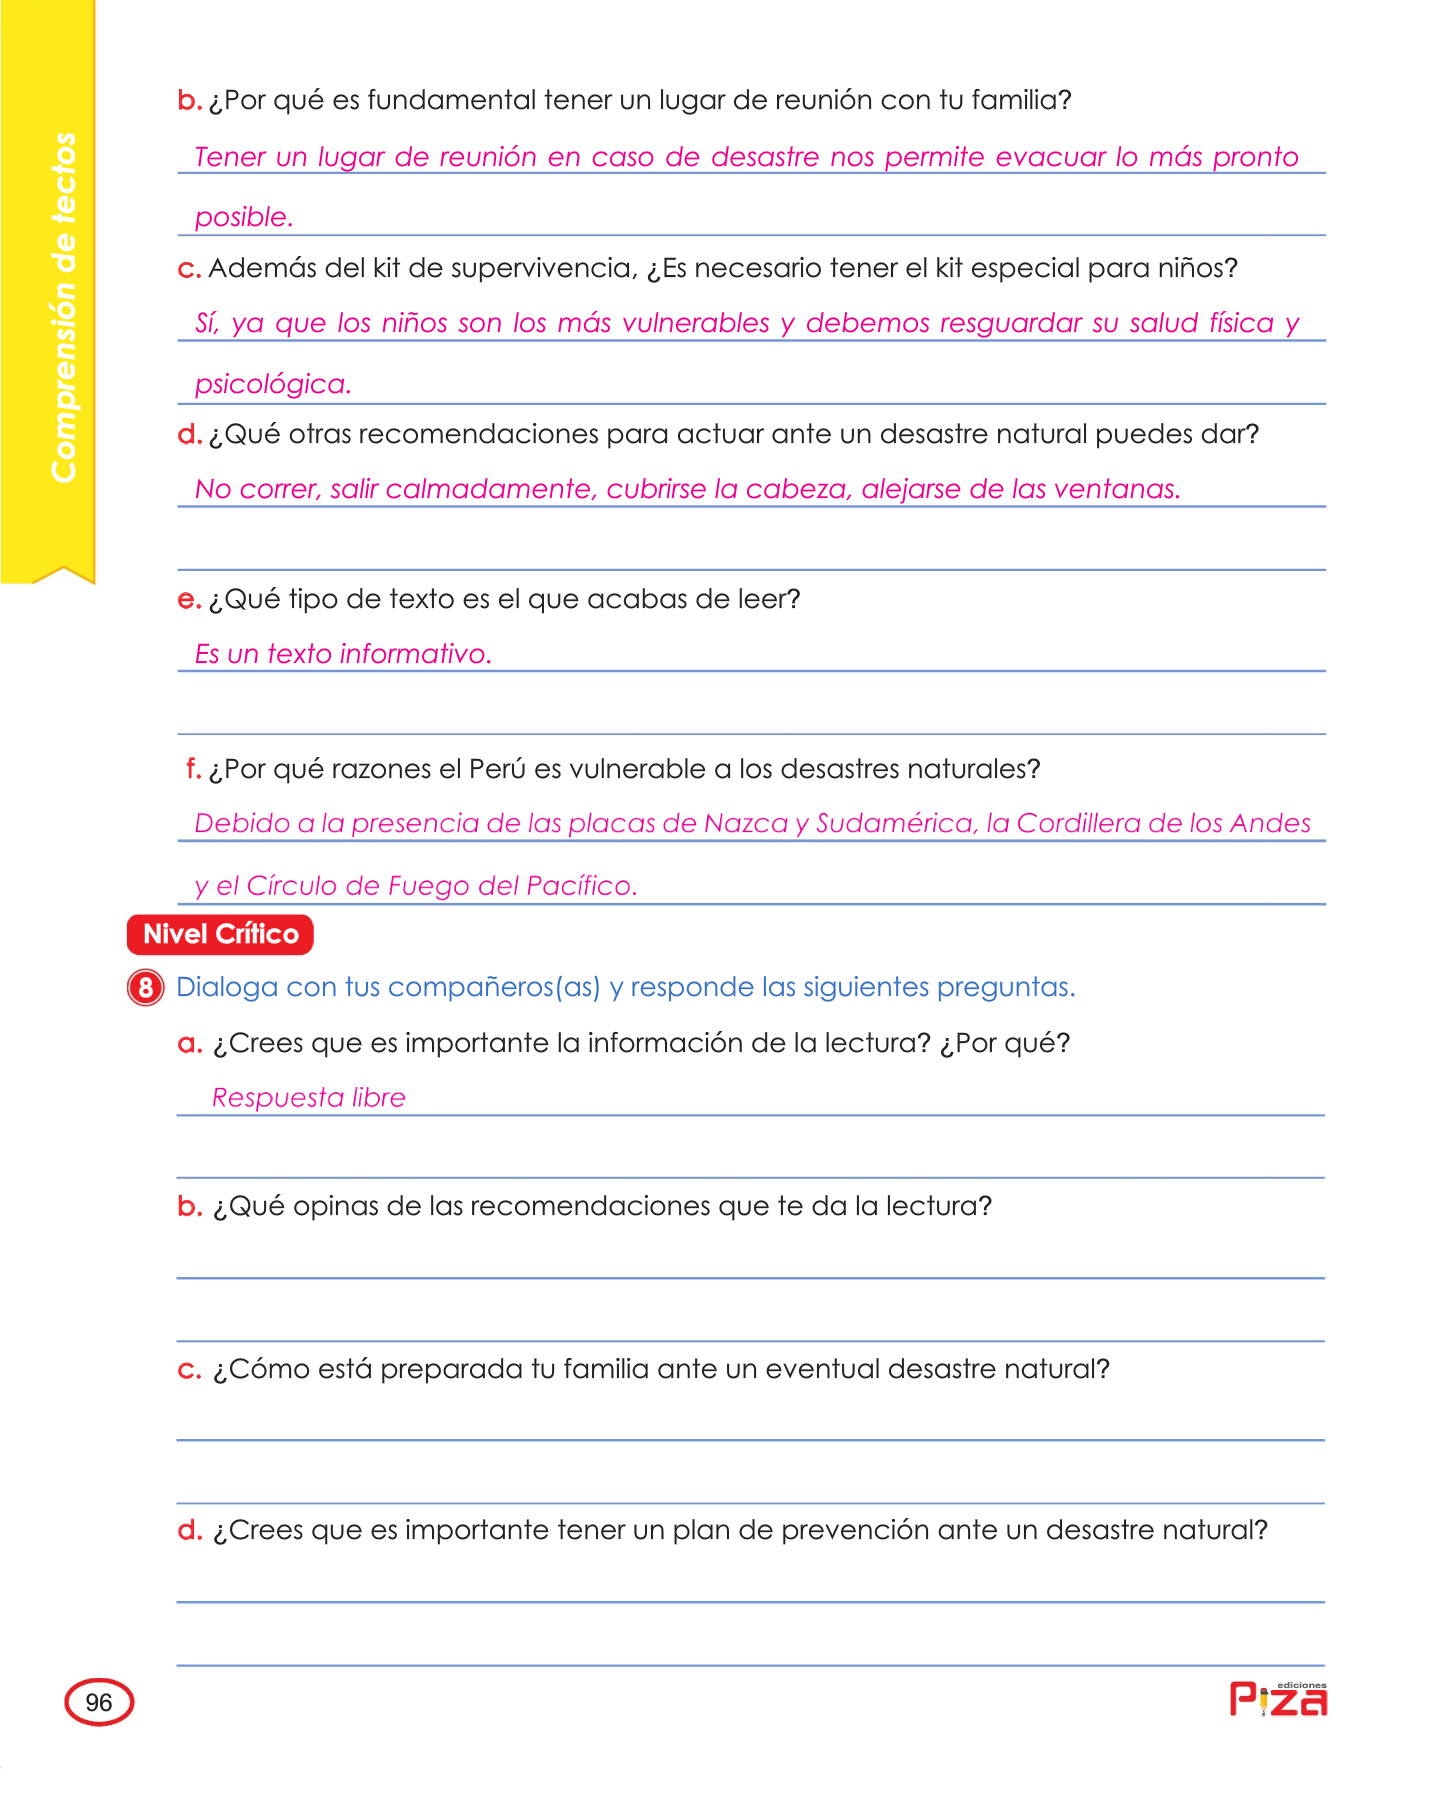 Comprensión de tectos
b. ¿Por qué es fundamental tener un lugar de reunión con tu familia?
Tener un lugar de reunión en caso de desastre nos permite evacuar lo más pronto
posible.
c. Además del kit de supervivencia, ¿Es necesario tener el kit especial para niños?
Sí, ya que los niños son los más vulnerables y debemos resguardar su salud física y
psicológica.
d. ¿Qué otras recomendaciones para actuar ante un desastre natural puedes dar?
No correr, salir calmadamente, cubrirse la cabeza, alejarse de las ventanas.
e. ¿Qué tipo de texto es el que acabas de leer?
Es un texto informativo.
f. ¿Por qué razones el Perú es vulnerable a los desastres naturales?
Debido a la presencia de las placas de Nazca y Sudamérica, la Cordillera de los Andes
y el Círculo de Fuego del Pacífico.
Nivel Crítico
8 Dialoga con tus compañeros(as) y responde las siguientes preguntas.
a. ¿Crees que es importante la información de la lectura? ¿Por qué?
Respuesta libre
b. ¿Qué opinas de las recomendaciones que te da la lectura?
c. ¿Cómo está preparada tu familia ante un eventual desastre natural?
d. ¿Crees que es importante tener un plan de prevención ante un desastre natural?
96
ediciones
Piza